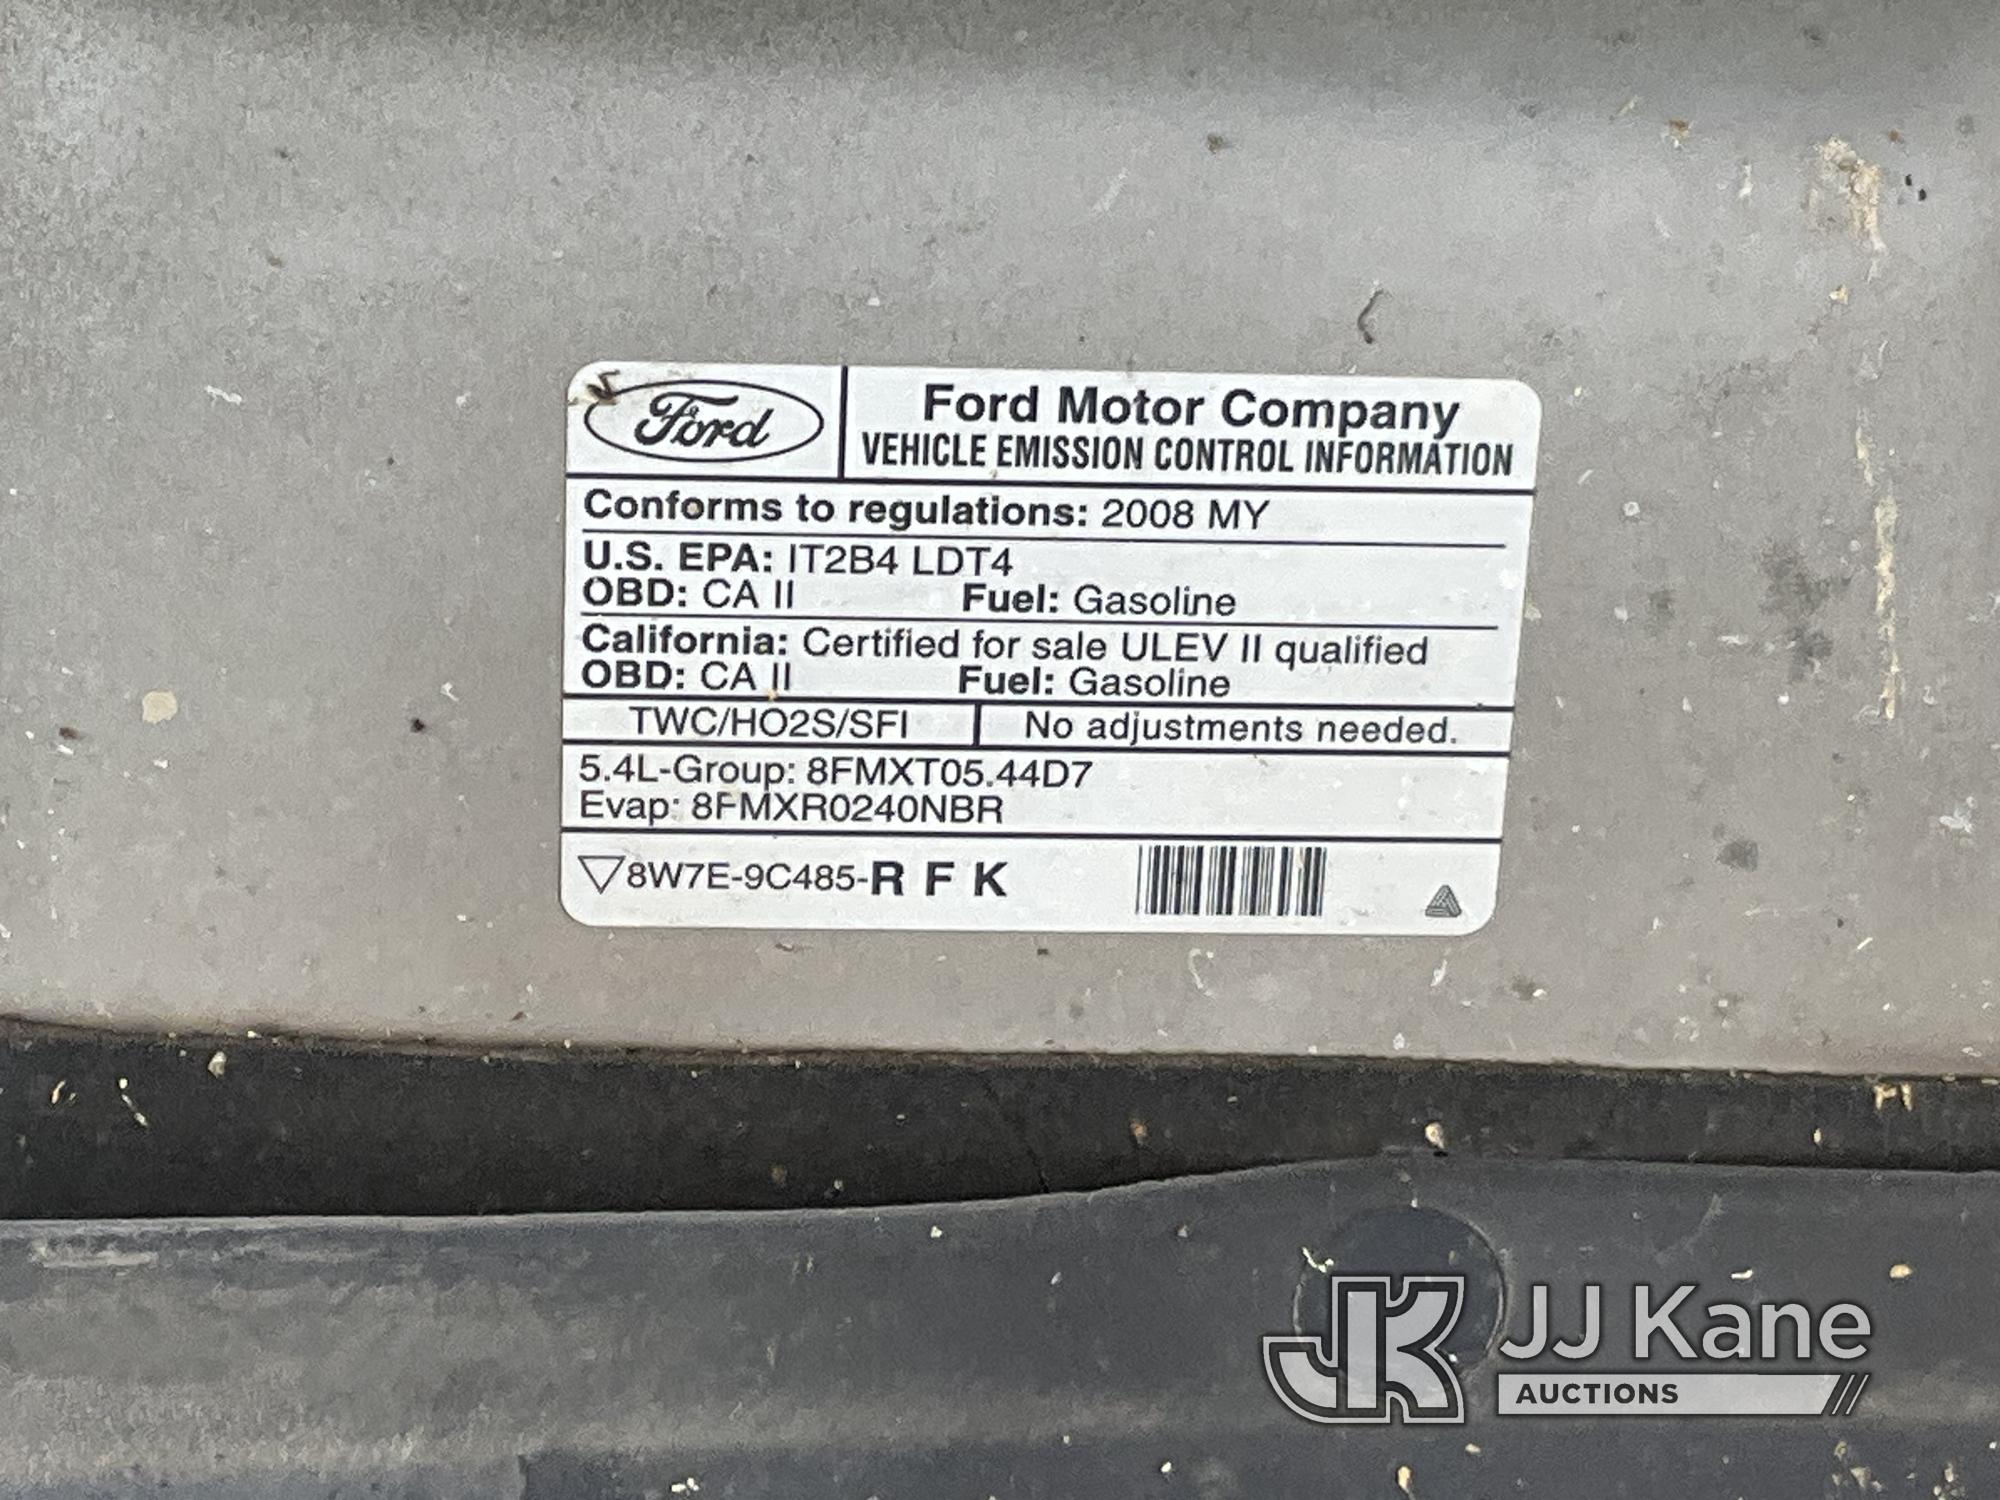 Ford
Ford Motor Company
VEHICLE EMISSION CONTROL INFORMATION
Conforms to regulations: 2008 MY
U.S. EPA: IT2B4 LDT4
OBD: CA II Fuel: Gasoline
California: Certified for sale ULEV II qualified
OBD: CA II Fuel: Gasoline
TWC/HO2S/SFI No adjustments needed.
5.4L-Group: 8FMXT05.44D7
Evap: 8FMXR0240NBR
8W7E-9C485-R F K
JK JJ Kane
AUCTIONS